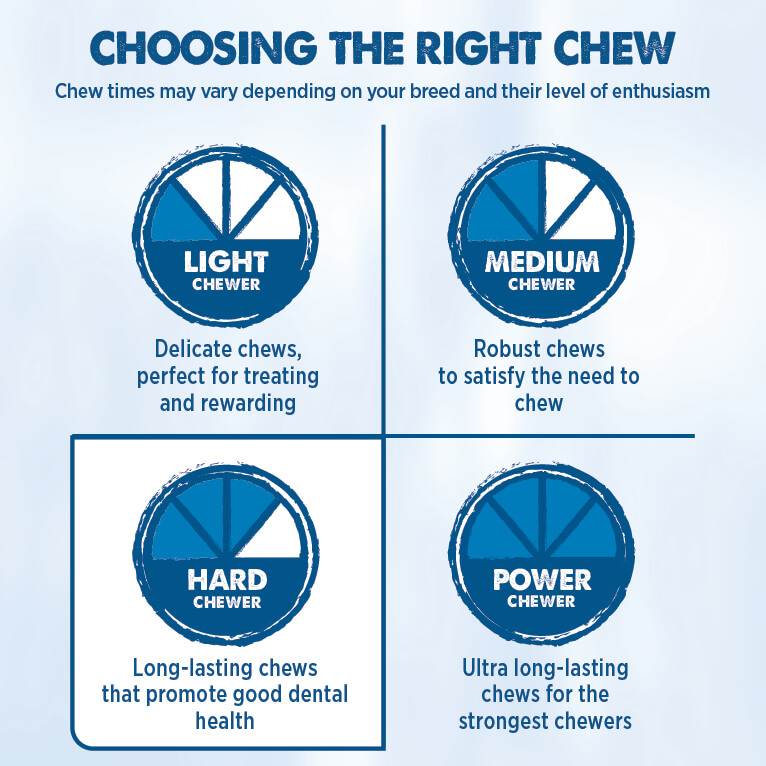 CHOOSING THE RIGHT CHEW
Chew times may vary depending on your breed and their level of enthusiasm
LIGHT
CHEWER
Delicate chews,
perfect for treating
and rewarding
MEDIUM
CHEWER
Robust chews
to satisfy the need to
chew
HARD
CHEWER
Long-lasting chews
that promote good dental
health
POWER
CHEWER
Ultra long-lasting
chews for the
strongest chewers